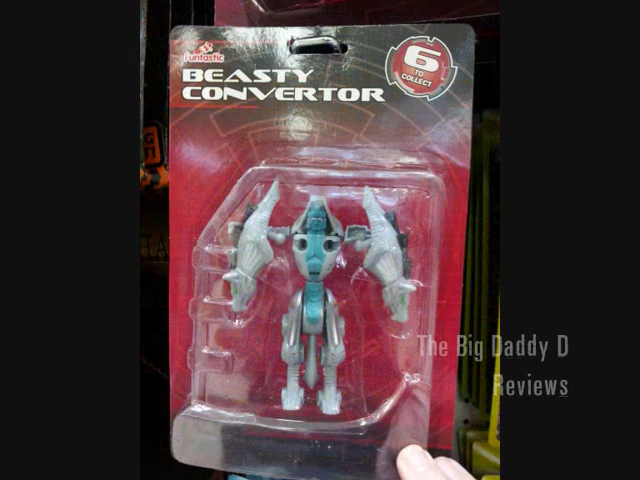 Funtastic
BEASTY
CONVERTOR
6
TO
COLLECT
The Big Daddy D
Reviews